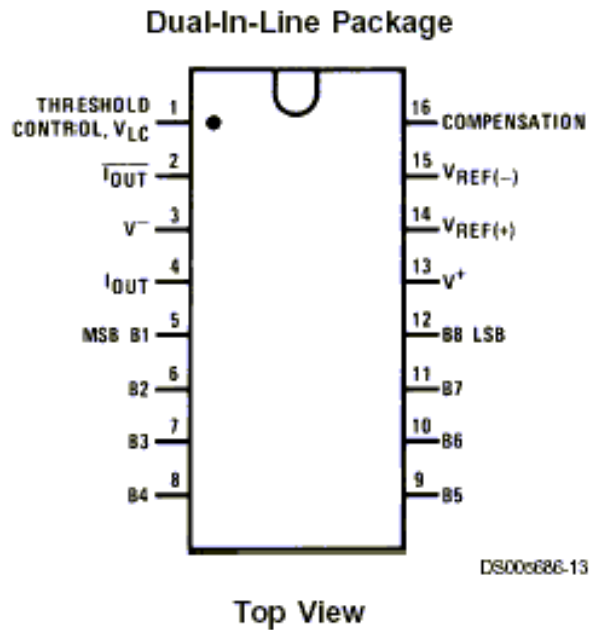 Dual-In-Line Package
THRESHOLD
CONTROL, VLC
1
16
COMPENSATION
IOUT
2
15
VREF(−)
V−
3
14
VREF(+)
IOUT
4
13
V+
MSB B1
5
12
B8 LSB
B2
6
11
B7
B3
7
10
B6
B4
8
9
B5
DS005686-13
Top View